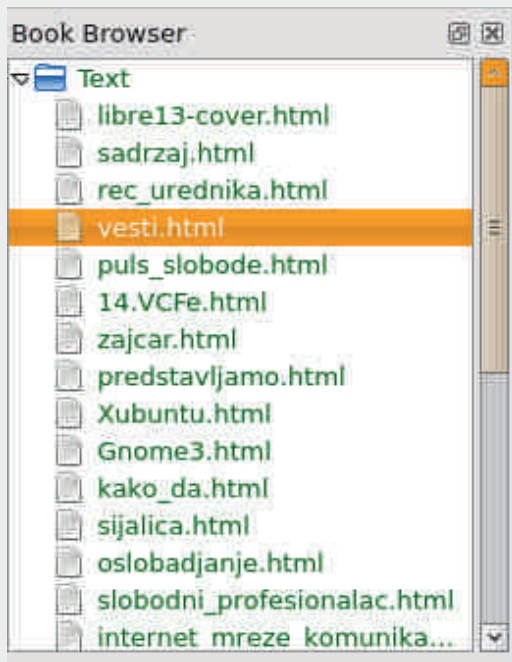 Book Browser
Text
libre13-cover.html
sadrzaj.html
rec_urednika.html
vesti.html
puls_slobode.html
14.VCFe.html
zajcar.html
predstavljamo.html
Xubuntu.html
Gnome3.html
kako_da.html
sijalica.html
oslobadjanje.html
slobodni_profesionalac.html
internet_mreze_komunika...